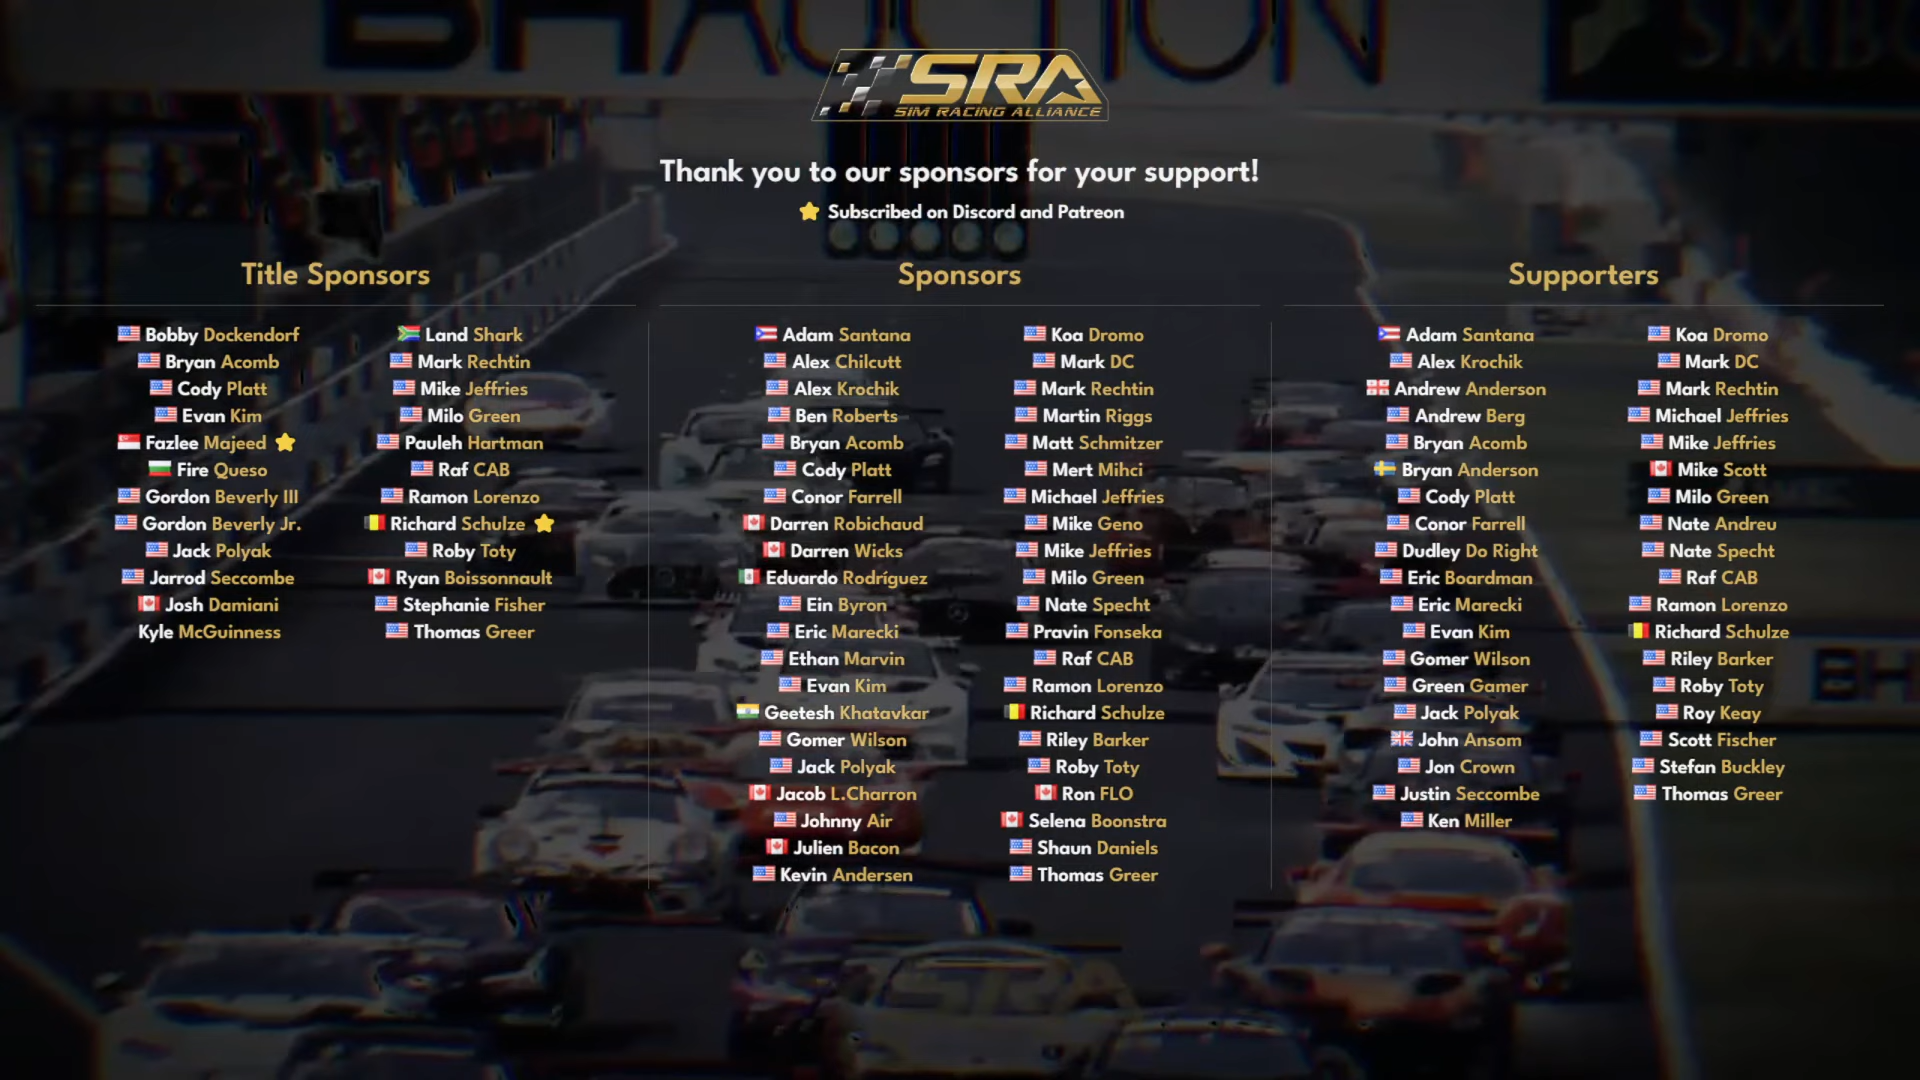 BH AUCTION
SMBC
SRA
SIM RACING ALLIANCE
Thank you to our sponsors for your support!
Subscribed on Discord and Patreon
Title Sponsors
Bobby Dockendorf
Bryan Acomb
Cody Platt
Evan Kim
Fazlee Majeed
Fire Queso
Gordon Beverly III
Gordon Beverly Jr.
Jack Polyak
Jarrod Seccombe
Josh Damiani
Kyle McGuinness
Land Shark
Mark Rechtin
Mike Jeffries
Milo Green
Pauleh Hartman
Raf CAB
Ramon Lorenzo
Richard Schulze
Roby Toty
Ryan Boissonnault
Stephanie Fisher
Thomas Greer
Sponsors
Adam Santana
Alex Chilcutt
Alex Krochik
Ben Roberts
Bryan Acomb
Cody Platt
Conor Farrell
Darren Robichaud
Darren Wicks
Eduardo Rodríguez
Ein Byron
Eric Marecki
Ethan Marvin
Evan Kim
Geetesh Khatavkar
Gomer Wilson
Jack Polyak
Jacob L.Charron
Johnny Air
Julien Bacon
Kevin Andersen
Koa Dromo
Mark DC
Mark Rechtin
Martin Riggs
Matt Schmitzer
Mert Mihci
Michael Jeffries
Mike Geno
Mike Jeffries
Milo Green
Nate Specht
Pravin Fonseka
Raf CAB
Ramon Lorenzo
Richard Schulze
Riley Barker
Roby Toty
Ron FLO
Selena Boonstra
Shaun Daniels
Thomas Greer
Supporters
Adam Santana
Alex Krochik
Andrew Anderson
Andrew Berg
Bryan Acomb
Bryan Anderson
Cody Platt
Conor Farrell
Dudley Do Right
Eric Boardman
Eric Marecki
Evan Kim
Gomer Wilson
Green Gamer
Jack Polyak
John Ansom
Jon Crown
Justin Seccombe
Ken Miller
Koa Dromo
Mark DC
Mark Rechtin
Michael Jeffries
Mike Jeffries
Mike Scott
Milo Green
Nate Andreu
Nate Specht
Raf CAB
Ramon Lorenzo
Richard Schulze
Riley Barker
Roby Toty
Roy Keay
Scott Fischer
Stefan Buckley
Thomas Greer
BH
SRA